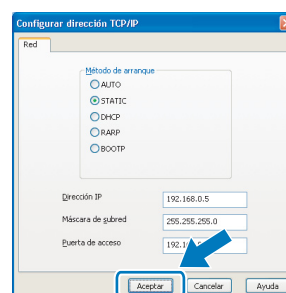 Configurar dirección TCP/IP
Red
Método de arranque
AUTO
STATIC
DHCP
RARP
BOOTP
Dirección IP 192.168.0.5
Máscara de subred 255.255.255.0
Puerta de acceso
Aceptar Cancelar Ayuda